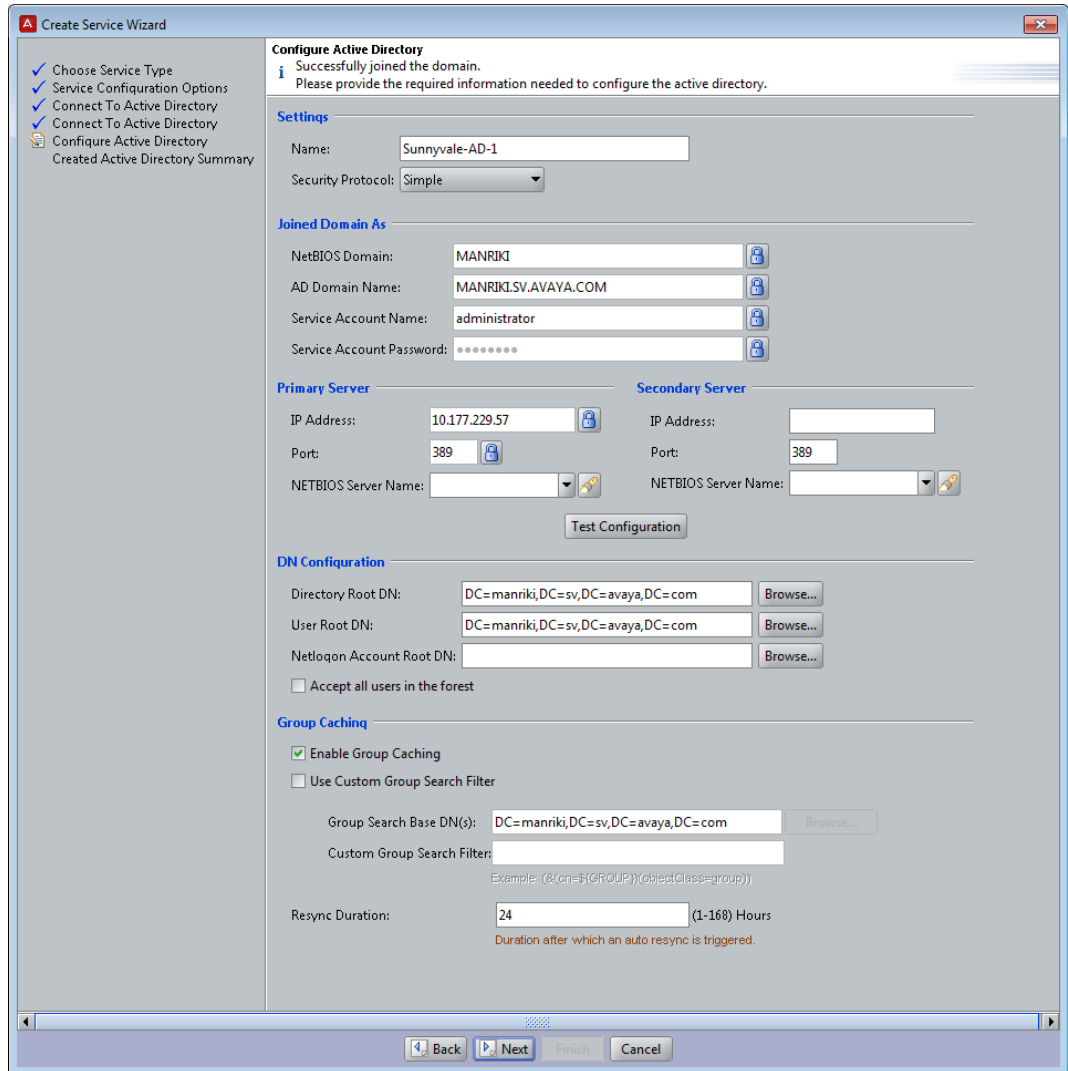 A Create Service Wizard
Choose Service Type
Service Configuration Options
Connect To Active Directory
Connect To Active Directory
Configure Active Directory
Created Active Directory Summary
Configure Active Directory
i Successfully joined the domain.
Please provide the required information needed to configure the active directory.
Settings
Name: Sunnyvale-AD-1
Security Protocol: Simple
Joined Domain As
NetBIOS Domain: MANRIKI
AD Domain Name: MANRIKI.SV.AVAYA.COM
Service Account Name: administrator
Service Account Password: ●●●●●●●●
Primary Server
IP Address: 10.177.229.57
Port: 389
NETBIOS Server Name:
Secondary Server
IP Address:
Port: 389
NETBIOS Server Name:
Test Configuration
DN Configuration
Directory Root DN: DC=manriki,DC=sv,DC=avaya,DC=com Browse...
User Root DN: DC=manriki,DC=sv,DC=avaya,DC=com Browse...
Netlogon Account Root DN: Browse...
Accept all users in the forest
Group Caching
Enable Group Caching
Use Custom Group Search Filter
Group Search Base DN(s): DC=manriki,DC=sv,DC=avaya,DC=com Browse...
Custom Group Search Filter:
Example: (&(cn=${GROUP})(objectClass=group))
Resync Duration: 24 (1-168) Hours
Duration after which an auto resync is triggered.
Back Next Finish Cancel